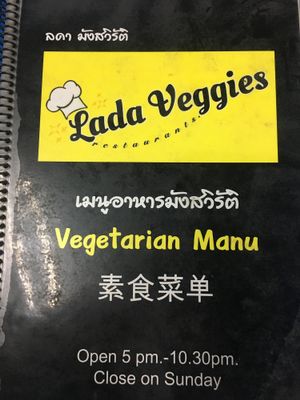 ลดา มังสวิรัติ
Lada Veggies
restaurants
เมนูอาหารมังสวิรัติ
Vegetarian Manu
素食菜单
Open 5 pm.-10.30pm.
Close on Sunday